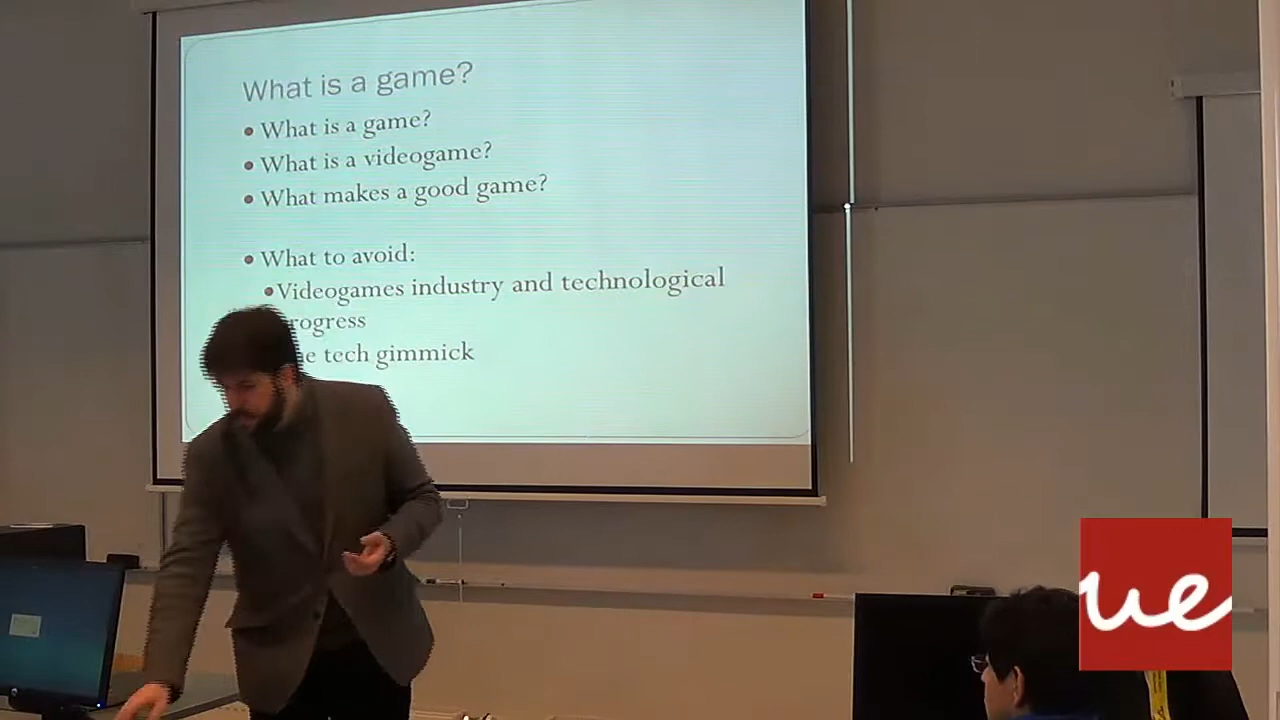 What is a game?
• What is a game?
• What is a videogame?
• What makes a good game?
• What to avoid:
• Videogames industry and technological
rogress
e tech gimmick
ue